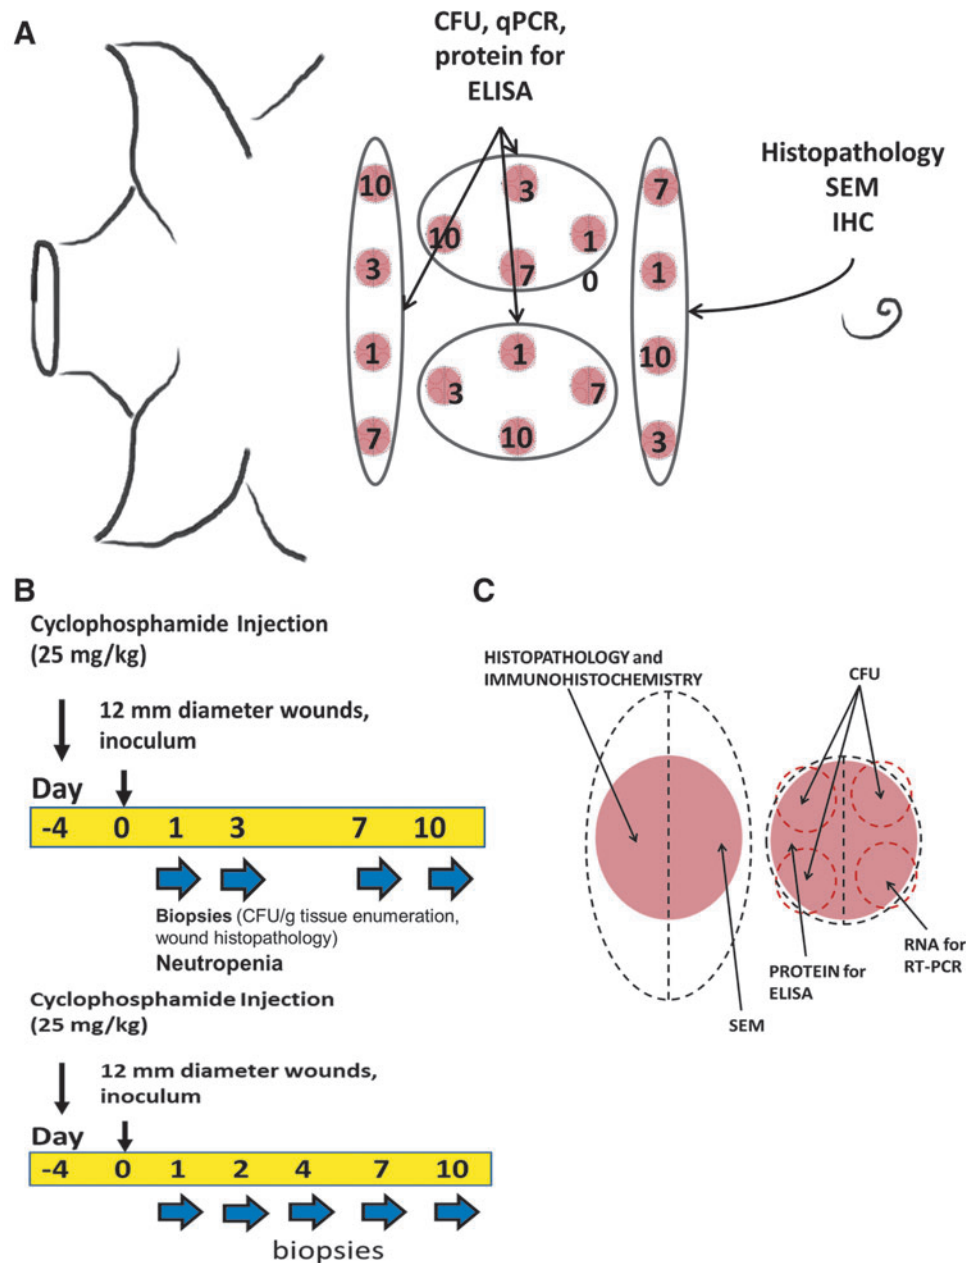 A
CFU, qPCR,
protein for
ELISA
Histopathology
SEM
IHC
10
3
1
7
3
10
1
0
7
1
3
7
10
7
1
10
3
B
Cyclophosphamide Injection
(25 mg/kg)
12 mm diameter wounds,
inoculum
Day
-4 0 1 3 7 10
Biopsies (CFU/g tissue enumeration,
wound histopathology)
Neutropenia
Cyclophosphamide Injection
(25 mg/kg)
12 mm diameter wounds,
inoculum
Day
-4 0 1 2 4 7 10
biopsies
C
HISTOPATHOLOGY and
IMMUNOHISTOCHEMISTRY
CFU
RNA for
RT-PCR
PROTEIN for
ELISA
SEM